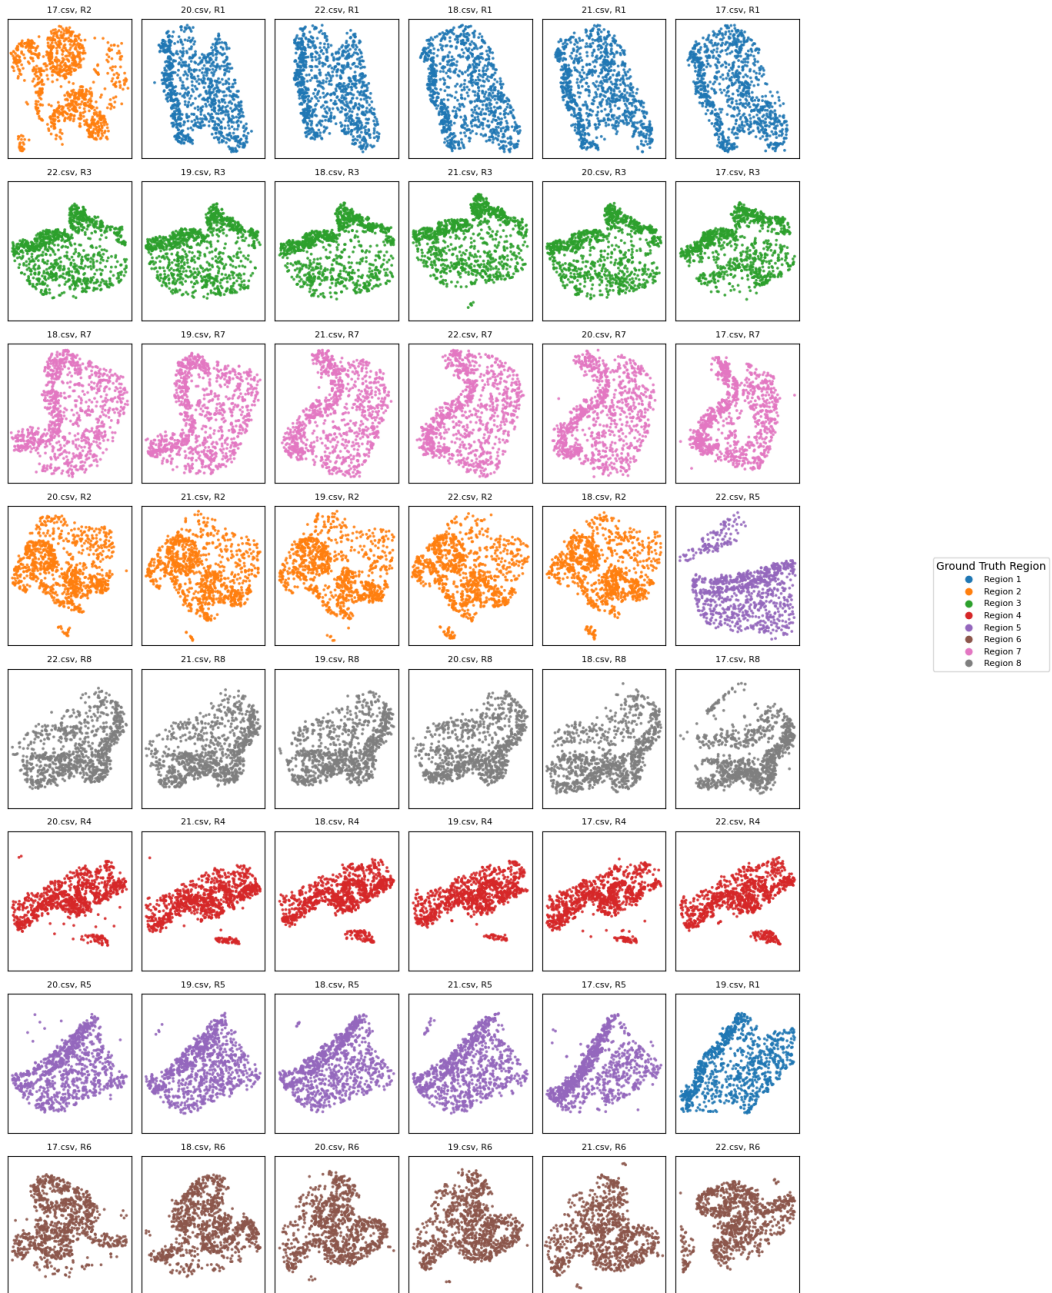 17.csv, R2
20.csv, R1
22.csv, R1
18.csv, R1
21.csv, R1
17.csv, R1
22.csv, R3
19.csv, R3
18.csv, R3
21.csv, R3
20.csv, R3
17.csv, R3
18.csv, R7
19.csv, R7
21.csv, R7
22.csv, R7
20.csv, R7
17.csv, R7
20.csv, R2
21.csv, R2
19.csv, R2
22.csv, R2
18.csv, R2
22.csv, R5
Ground Truth Region
Region 1
Region 2
Region 3
Region 4
Region 5
Region 6
Region 7
Region 8
22.csv, R8
21.csv, R8
19.csv, R8
20.csv, R8
18.csv, R8
17.csv, R8
20.csv, R4
21.csv, R4
18.csv, R4
19.csv, R4
17.csv, R4
22.csv, R4
20.csv, R5
19.csv, R5
18.csv, R5
21.csv, R5
17.csv, R5
19.csv, R1
17.csv, R6
18.csv, R6
20.csv, R6
19.csv, R6
21.csv, R6
22.csv, R6